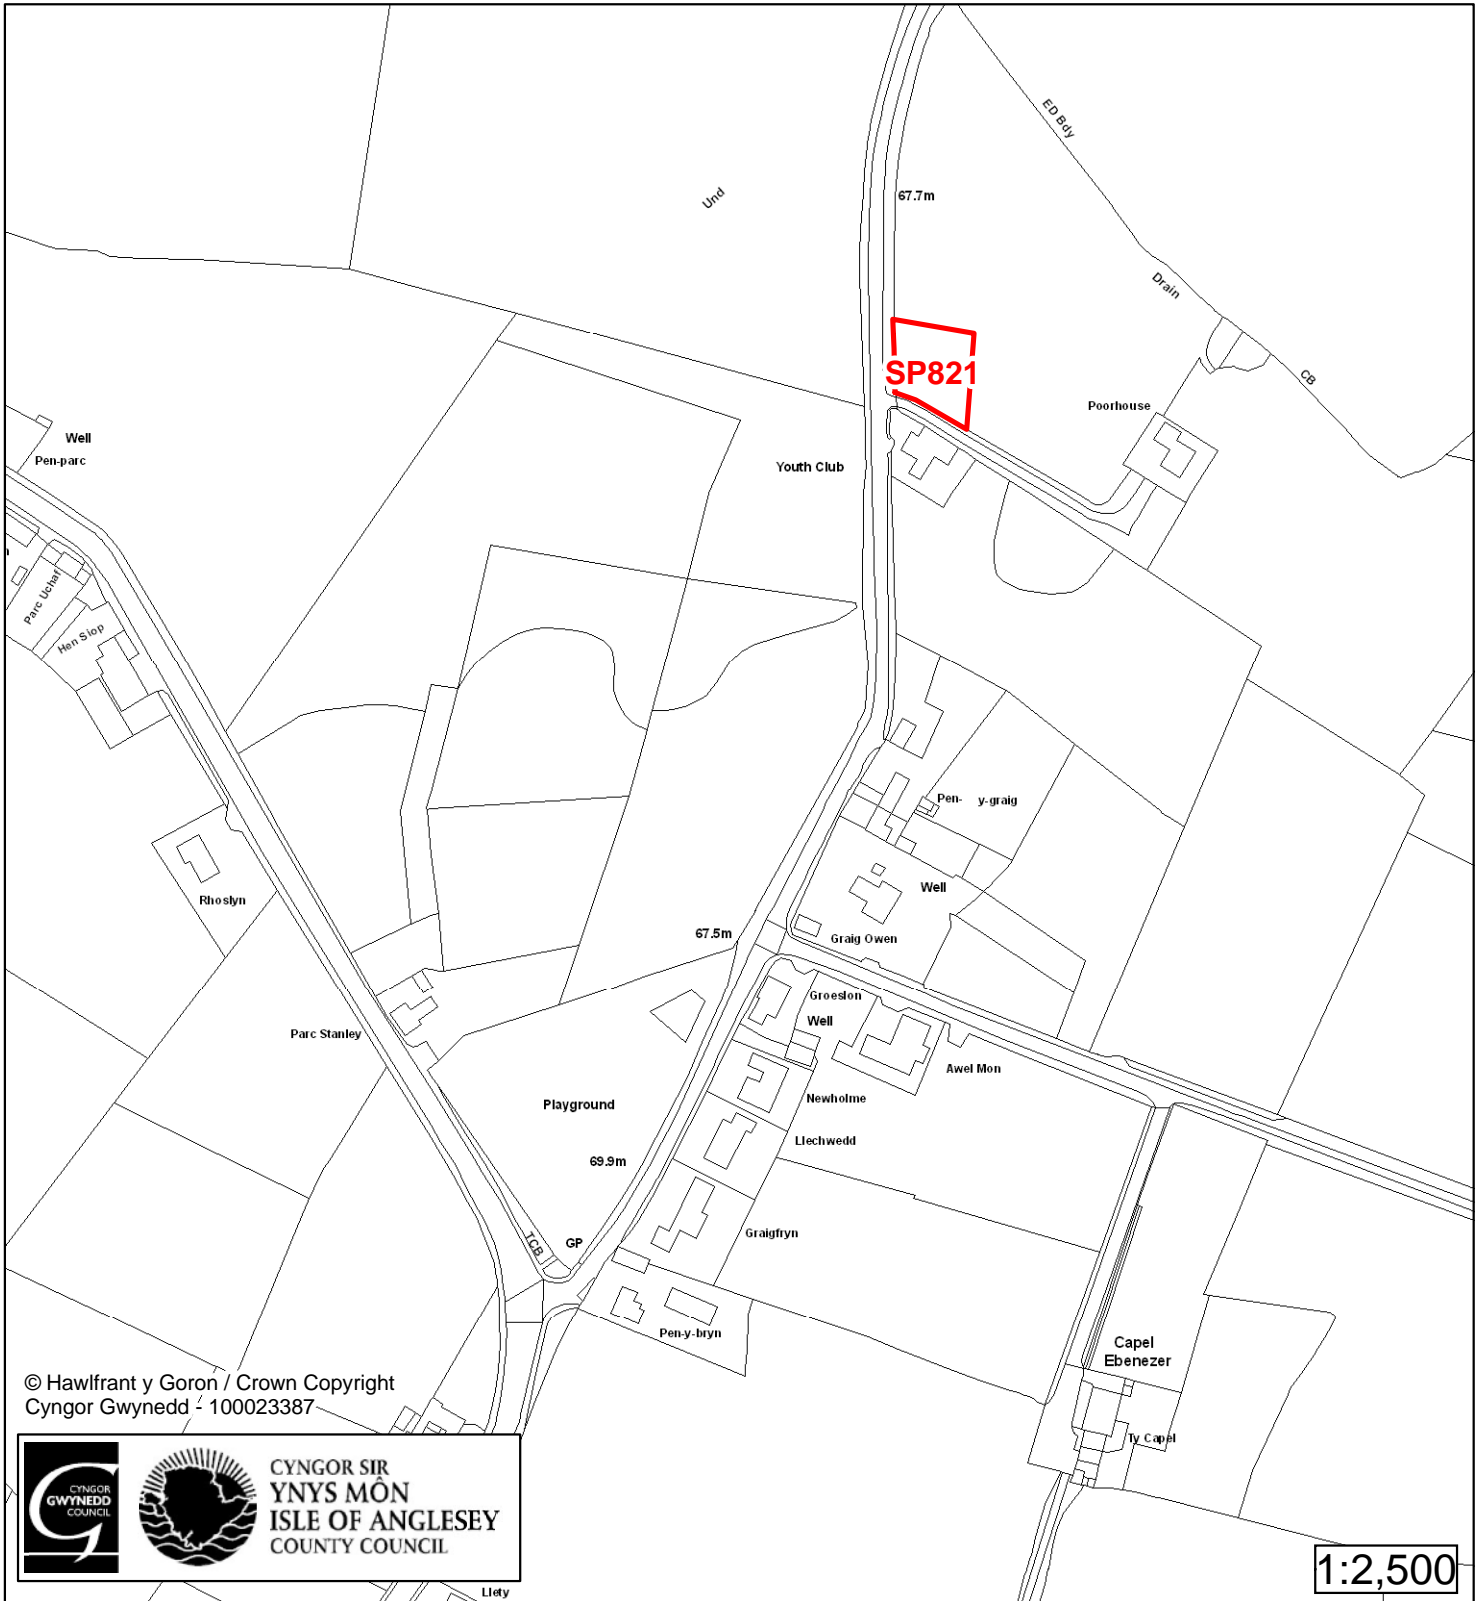 ED Bdy
Und
67.7m
Drain
SP821
CB
Poorhouse
Well
Pen-parc
Youth Club
Parc Uchaf
Hen Siop
Pen- y-graig
Well
Rhoslyn
67.5m
Graig Owen
Groeslon
Well
Parc Stanley
Awel Mon
Newholme
Playground
Llechwedd
69.9m
Graigfryn
TCB
GP
Pen-y-bryn
Capel
Ebenezer
Ty Capel
© Hawlfrant y Goron / Crown Copyright
Cyngor Gwynedd - 100023387
CYNGOR
GWYNEDD
COUNCIL
CYNGOR SIR
YNYS MÔN
ISLE OF ANGLESEY
COUNTY COUNCIL
Llety
1:2,500